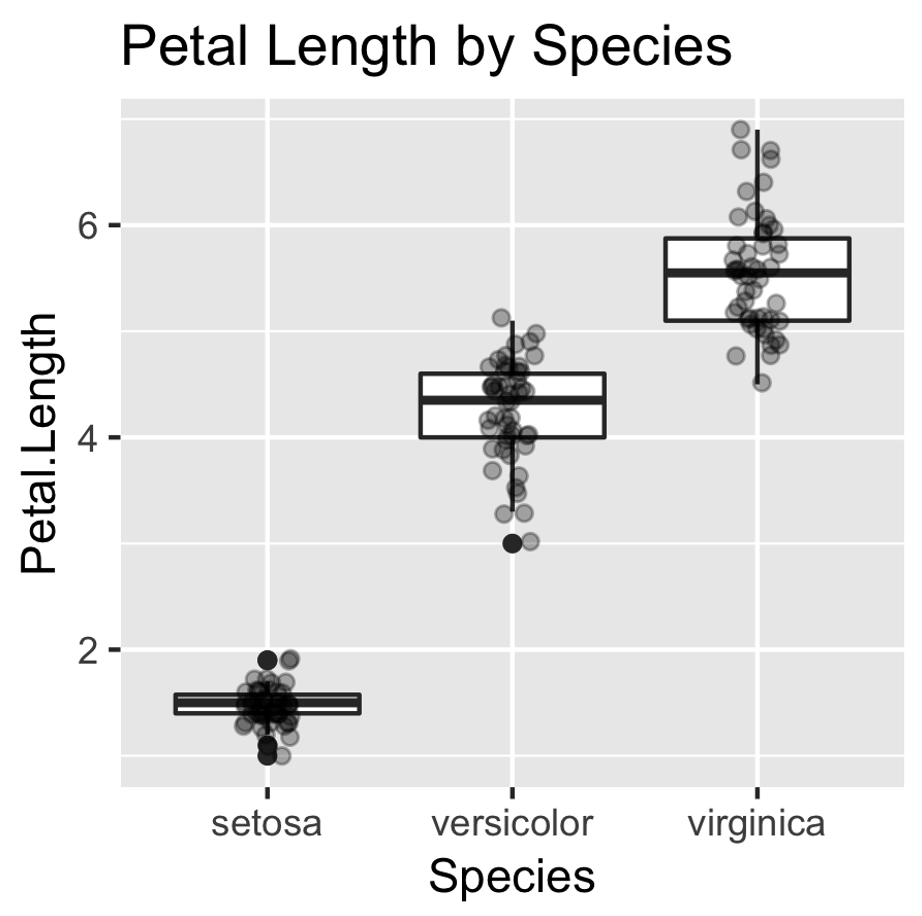 Petal Length by Species
Petal.Length
6
4
2
setosa versicolor virginica
Species